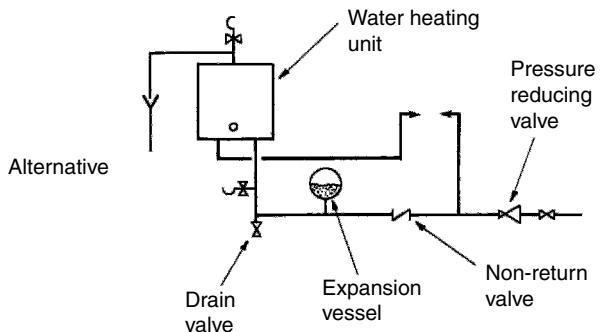 Water heating
unit
Pressure
reducing
valve
Alternative
Drain
valve
Expansion
vessel
Non-return
valve